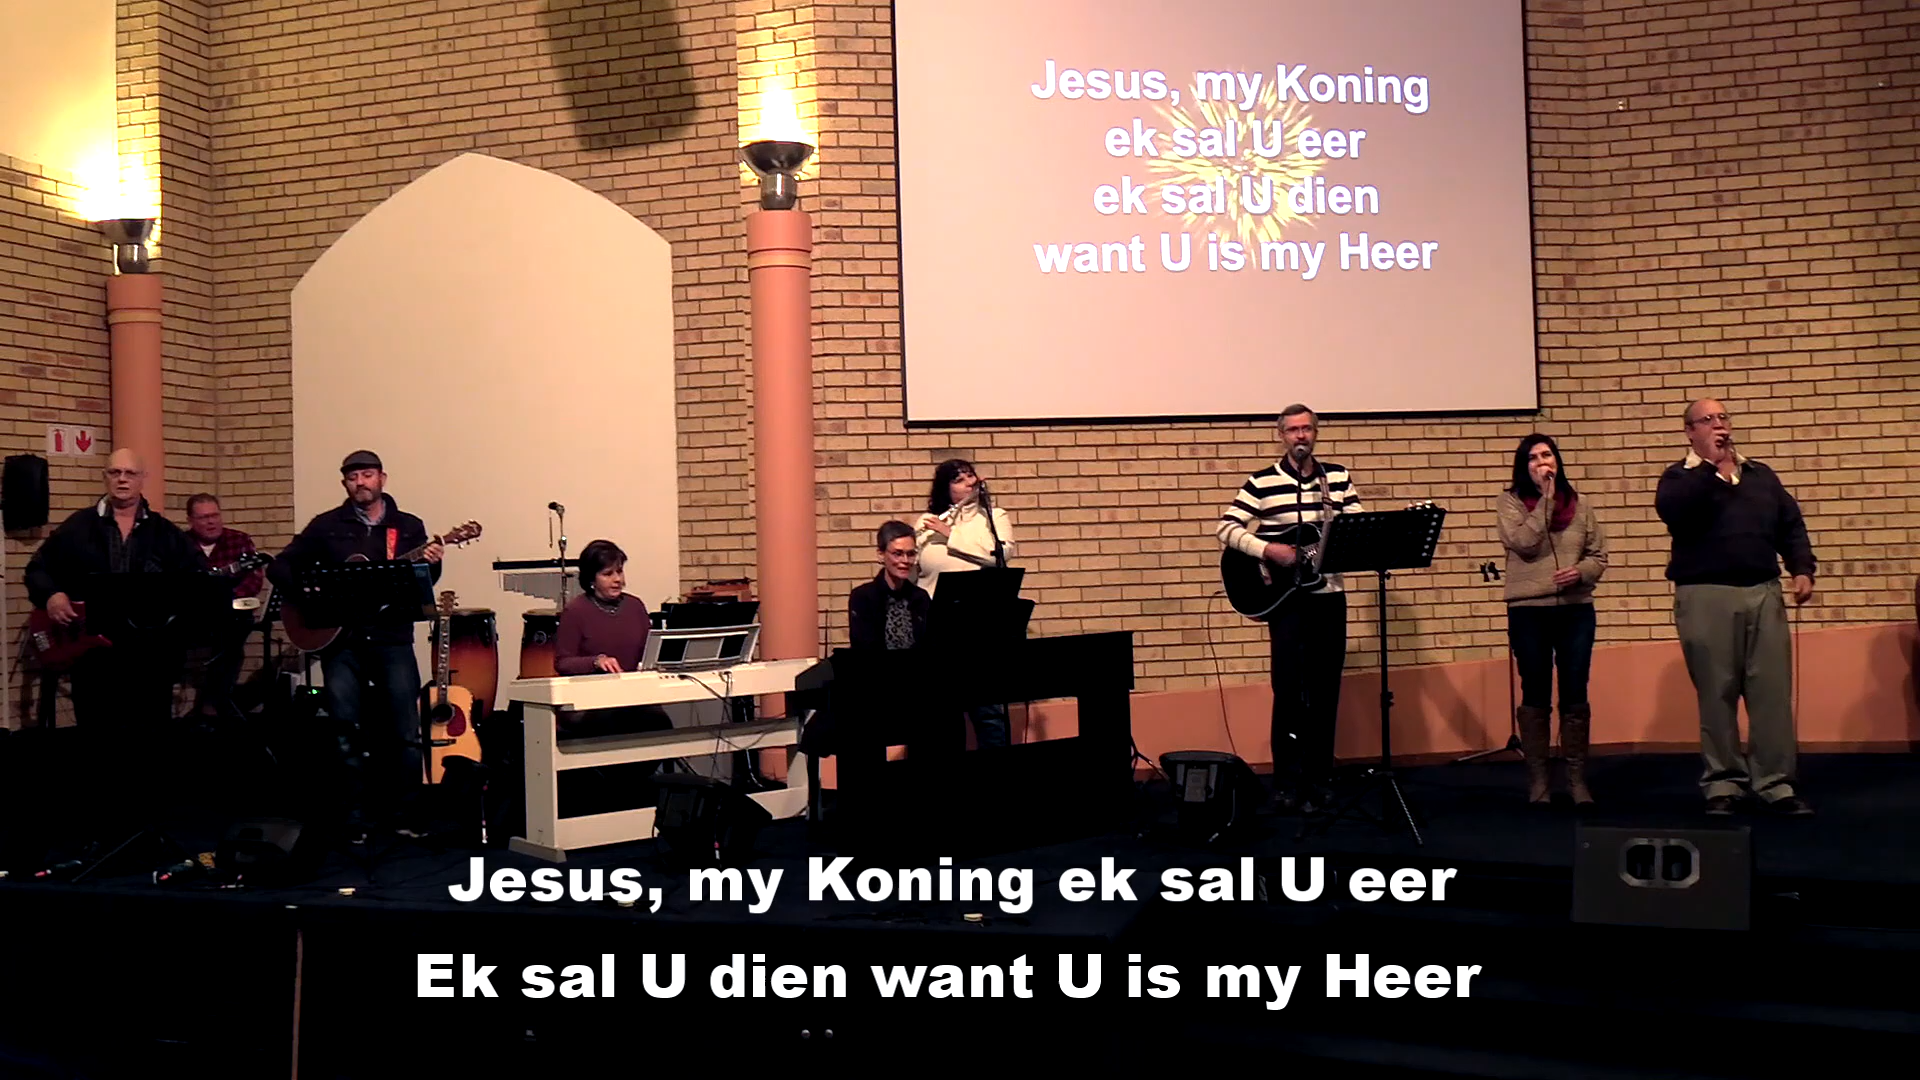 Jesus, my Koning
ek sal U eer
ek sal U dien
want U is my Heer
Jesus, my Koning ek sal U eer
Ek sal U dien want U is my Heer